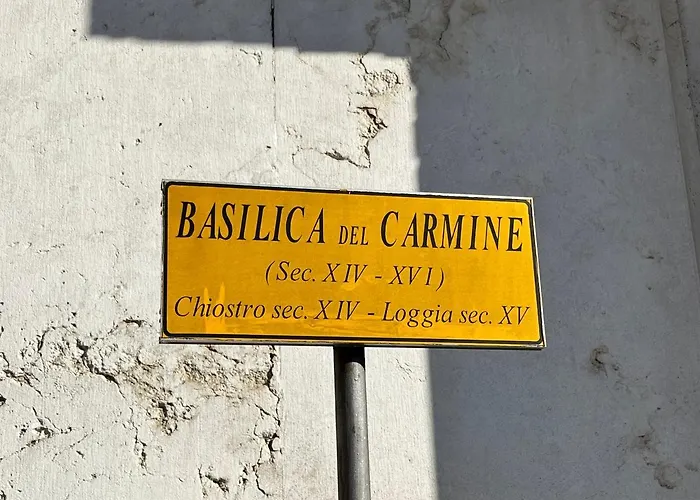 BASILICA DEL CARMINE
(Sec. XIV - XVI)
Chiostro sec. XIV - Loggia sec. XV